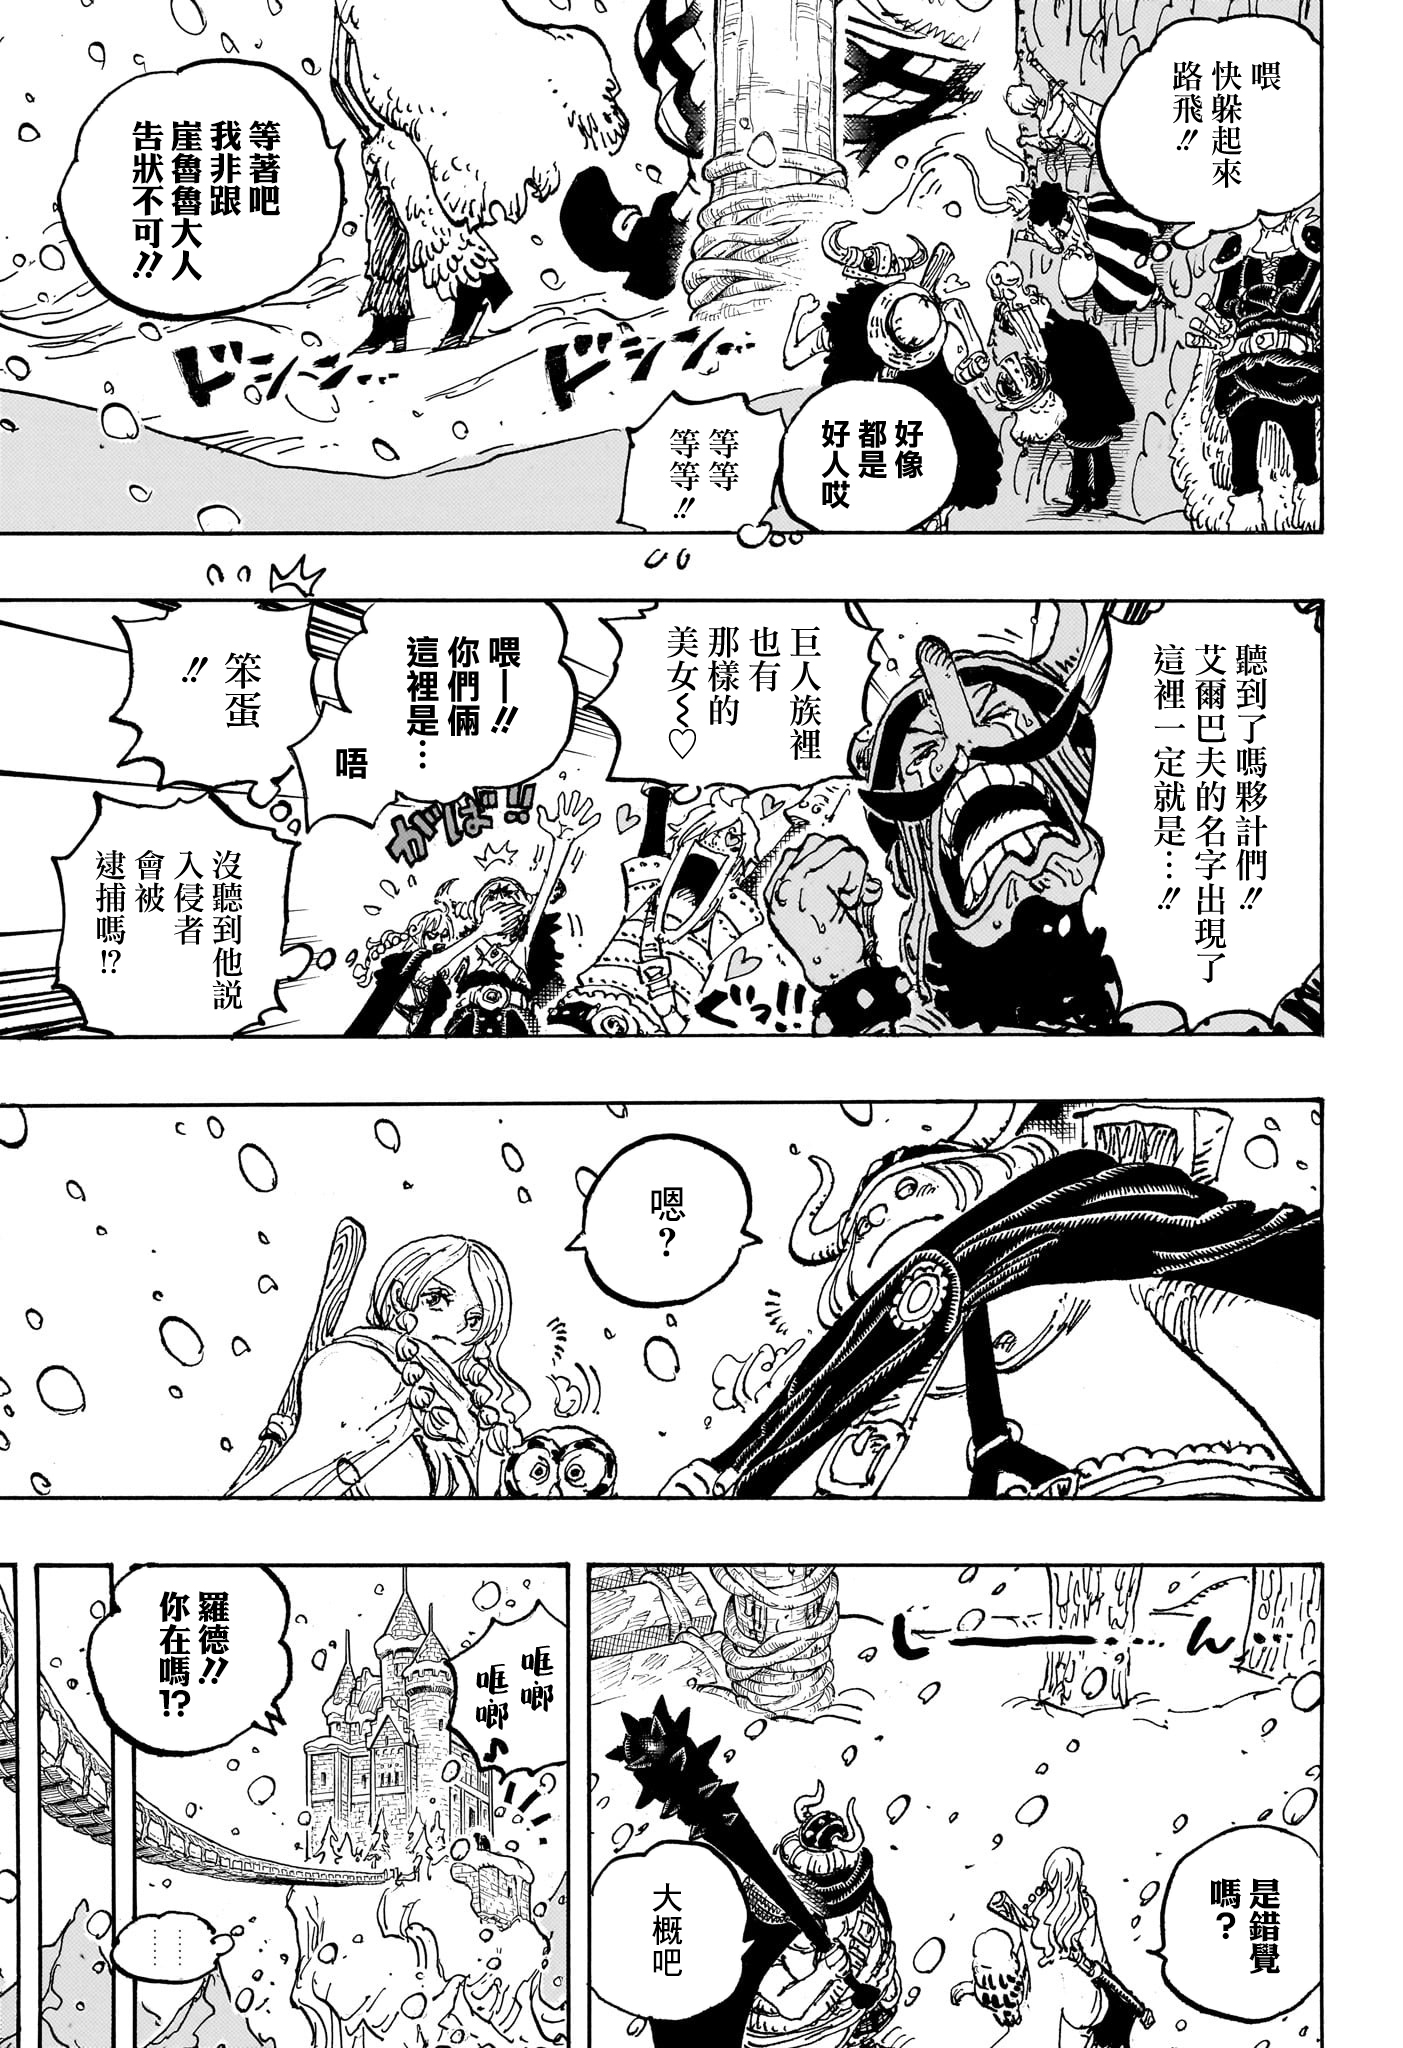 喂
快躲起來
路飛!!
等著吧
我非跟
崖魯魯大人
告狀不可!!
ドシン…
ドシン…
好像
都是
好人哎
等等
等等!!
聽到了嗎夥計們!!
艾爾巴夫的名字出現了
這裡一定就是…!!
巨人族裡
也有
那樣的
美女~♡
ぐっ!!
喂ー!!
你們倆
這裡是…
唔
がばっ!!
笨蛋
!!
沒聽到他説
入侵者
會被
逮捕嗎!?
嗯?
しーーん…
是錯覺
嗎?
大概吧
哐啷
哐啷
羅德!!
你在嗎!?
……